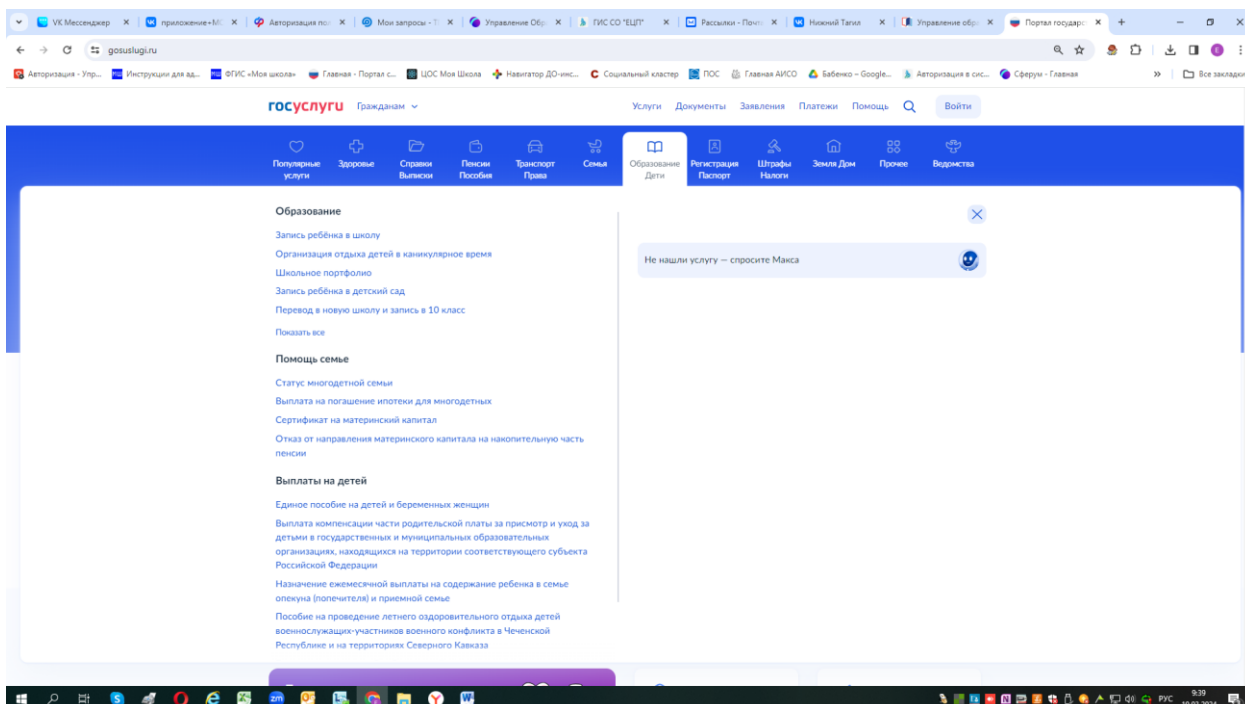 VK Мессенджер
приложение+М
Авторизация пол
Мои запросы - Т
Управление Обр
ГИС СО "ЕЦП"
Рассылки - Почт
Нижний Тагил
Управление обр
Портал государс
gosuslugi.ru
Авторизация - Упр...
Инструкции для ад...
ФГИС «Моя школа»
Главная - Портал с...
ЦОС Моя Школа
Навигатор ДО-инс...
Социальный кластер
ПОС
Главная АИСО
Бабенко – Google...
Авторизация в сис...
Сферум - Главная
Все закладки
госуслуги
Гражданам
Услуги Документы Заявления Платежи Помощь
Войти
Популярные услуги
Здоровье
Справки Выписки
Пенсии Пособия
Транспорт Права
Семья
Образование Дети
Регистрация Паспорт
Штрафы Налоги
Земля Дом
Прочее
Ведомства
Образование
Запись ребёнка в школу
Организация отдыха детей в каникулярное время
Школьное портфолио
Запись ребёнка в детский сад
Перевод в новую школу и запись в 10 класс
Показать все
Помощь семье
Статус многодетной семьи
Выплата на погашение ипотеки для многодетных
Сертификат на материнский капитал
Отказ от направления материнского капитала на накопительную часть
пенсии
Выплаты на детей
Единое пособие на детей и беременных женщин
Выплата компенсации части родительской платы за присмотр и уход за
детьми в государственных и муниципальных образовательных
организациях, находящихся на территории соответствующего субъекта
Российской Федерации
Назначение ежемесячной выплаты на содержание ребенка в семье
опекуна (попечителя) и приемной семье
Пособие на проведение летнего оздоровительного отдыха детей
военнослужащих-участников военного конфликта в Чеченской
Республике и на территориях Северного Кавказа
Не нашли услугу — спросите Макса
РУС
9:39